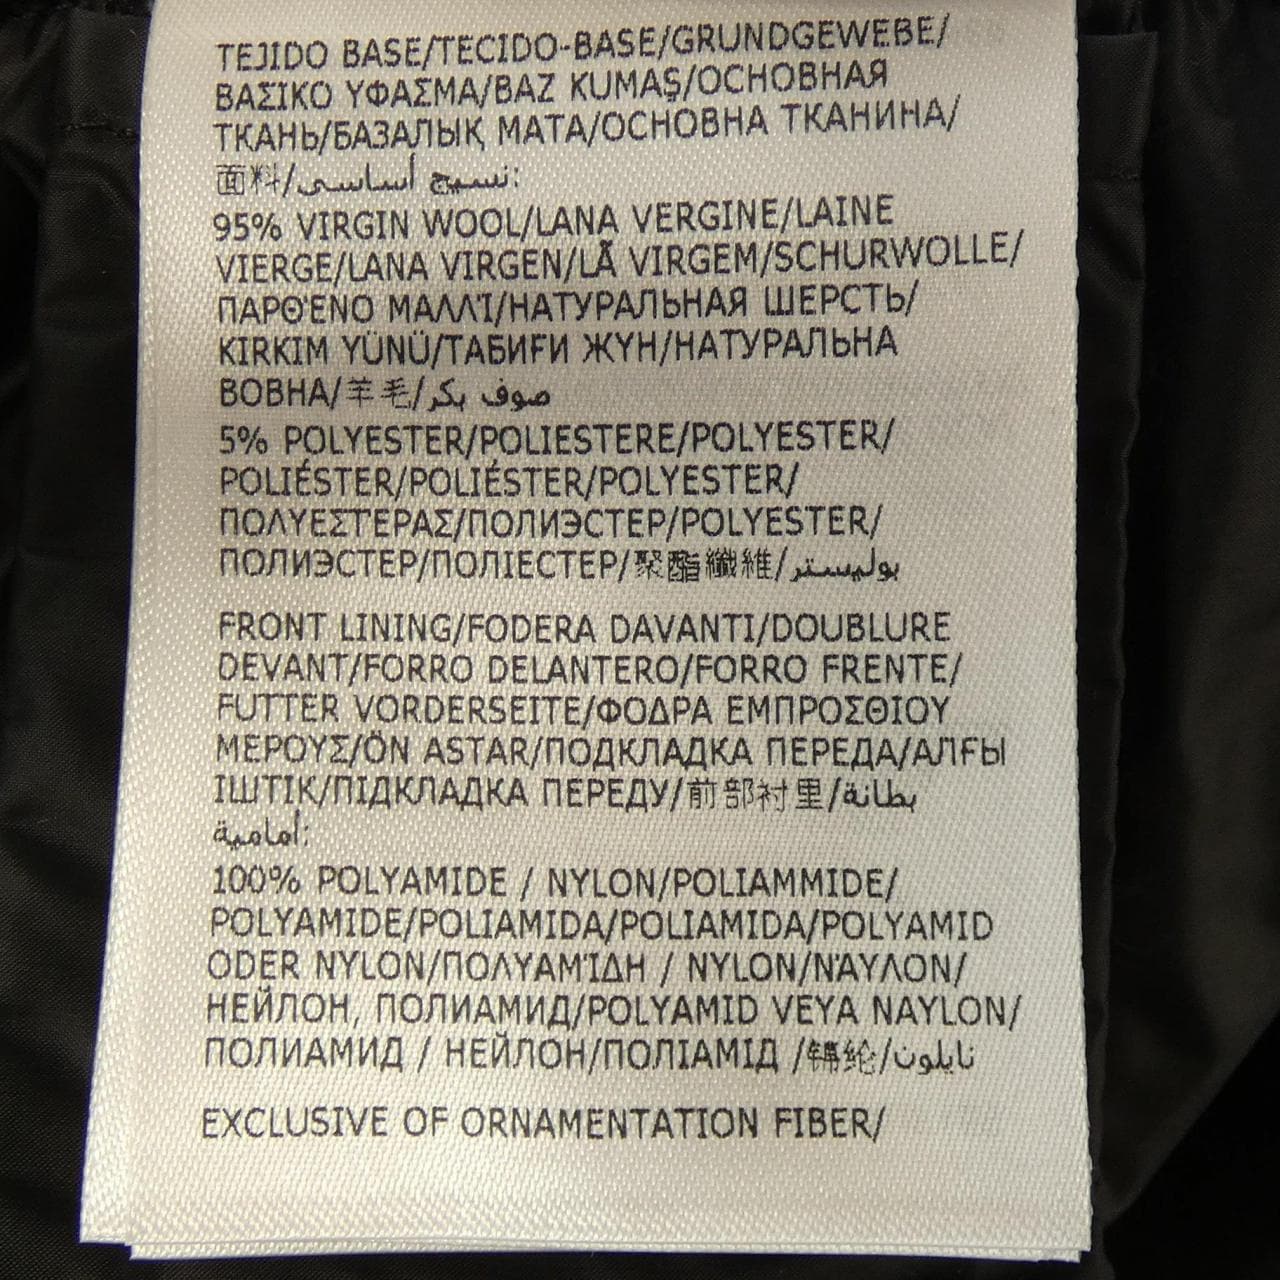 TEJIDO BASE/TECIDO-BASE/GRUNDGEWEBE/
ΒΑΣΙΚΟ ΥΦΑΣΜΑ/BAZ KUMAŞ/ОСНОВНАЯ
ТКАНЬ/БАЗАЛЫҚ МАТА/ОСНОВНА ТКАНИНА/
面料/نسيج أساسي:
95% VIRGIN WOOL/LANA VERGINE/LAINE
VIERGE/LANA VIRGEN/LÃ VIRGEM/SCHURWOLLE/
ΠΑΡΘΈΝΟ ΜΑΛΛΊ/НАТУРАЛЬНАЯ ШЕРСТЬ/
KIRKIM YÜNÜ/ТАБИҒИ ЖҮН/НАТУРАЛЬНА
ВОВНА/羊毛/صوف بكر
5% POLYESTER/POLIESTERE/POLYESTER/
POLIÉSTER/POLIÉSTER/POLYESTER/
ΠΟΛΥΕΣΤΕΡΑΣ/ПОЛИЭСТЕР/POLYESTER/
ПОЛИЭСТЕР/ПОЛІЕСТЕР/聚酯纖維/بوليستر
FRONT LINING/FODERA DAVANTI/DOUBLURE
DEVANT/FORRO DELANTERO/FORRO FRENTE/
FUTTER VORDERSEITE/ΦΟΔΡΑ ΕΜΠΡΟΣΘΙΟΥ
ΜΕΡΟΥΣ/ÖN ASTAR/ПОДКЛАДКА ПЕРЕДА/АЛҒЫ
ІШТІК/ПІДКЛАДКА ПЕРЕДУ/前部衬里/بطانة
أمامية:
100% POLYAMIDE / NYLON/POLIAMMIDE/
POLYAMIDE/POLIAMIDA/POLIAMIDA/POLYAMID
ODER NYLON/ΠΟΛΥΑΜΊΔΗ / NYLON/ΝΆΥΛΟΝ/
НЕЙЛОН, ПОЛИАМИД/POLYAMID VEYA NAYLON/
ПОЛИАМИД / НЕЙЛОН/ПОЛІАМІД /锦纶/نايلون
EXCLUSIVE OF ORNAMENTATION FIBER/